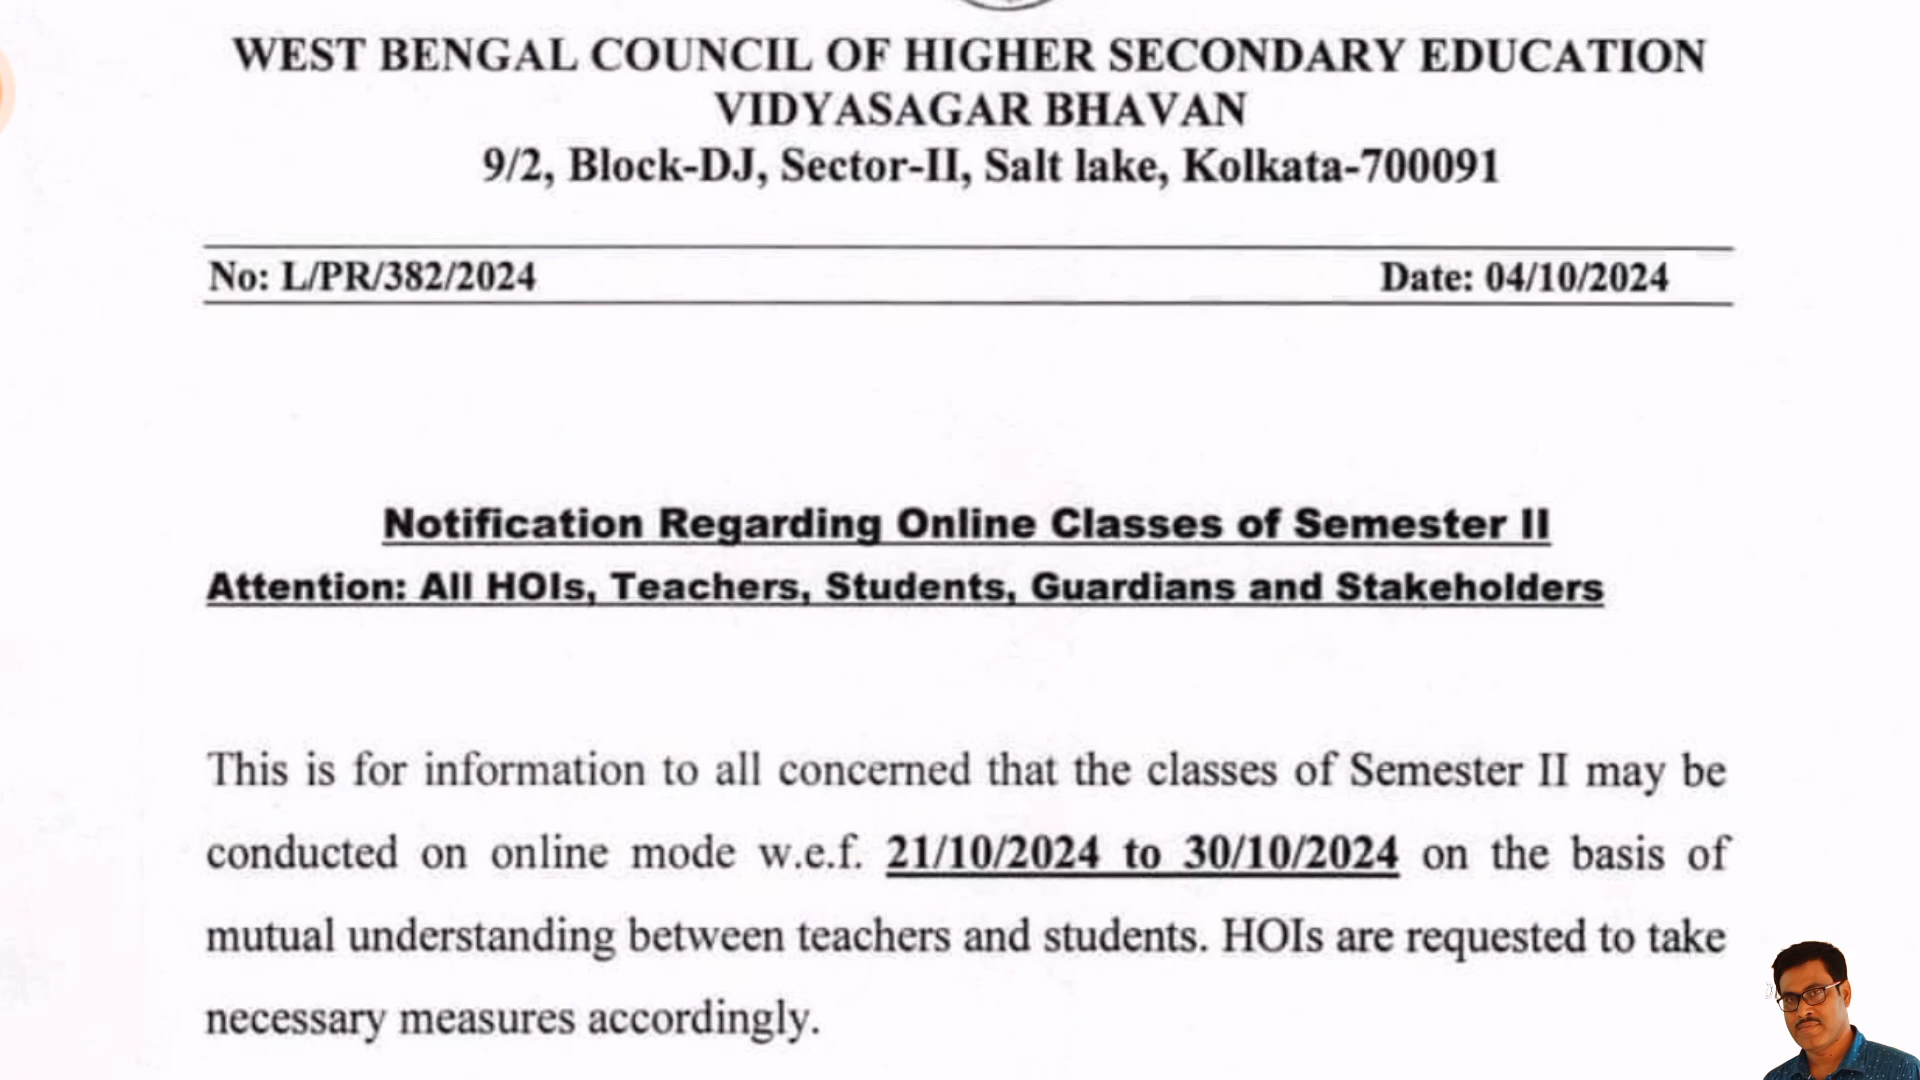 WEST BENGAL COUNCIL OF HIGHER SECONDARY EDUCATION
VIDYASAGAR BHAVAN
9/2, Block-DJ, Sector-II, Salt lake, Kolkata-700091
No: L/PR/382/2024 Date: 04/10/2024
Notification Regarding Online Classes of Semester II
Attention: All HOIs, Teachers, Students, Guardians and Stakeholders
This is for information to all concerned that the classes of Semester II may be
conducted on online mode w.e.f. 21/10/2024 to 30/10/2024 on the basis of
mutual understanding between teachers and students. HOIs are requested to take
necessary measures accordingly.